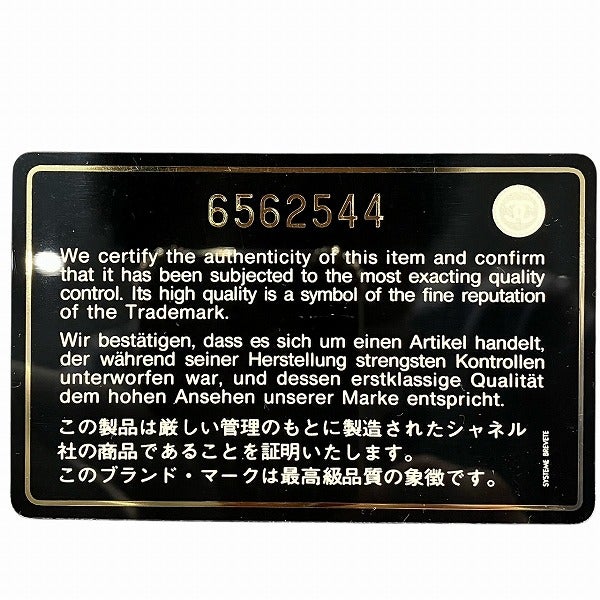 6562544
We certify the authenticity of this item and confirm
that it has been subjected to the most exacting quality
control. Its high quality is a symbol of the fine reputation
of the Trademark.
Wir bestätigen, dass es sich um einen Artikel handelt,
der während seiner Herstellung strengsten Kontrollen
unterworfen war, und dessen erstklassige Qualität
dem hohen Ansehen unserer Marke entspricht.
この製品は厳しい管理のもとに製造されたシャネル
社の商品であることを証明いたします。
このブランド・マークは最高級品質の象徴です。
SYSTEME BREVETE